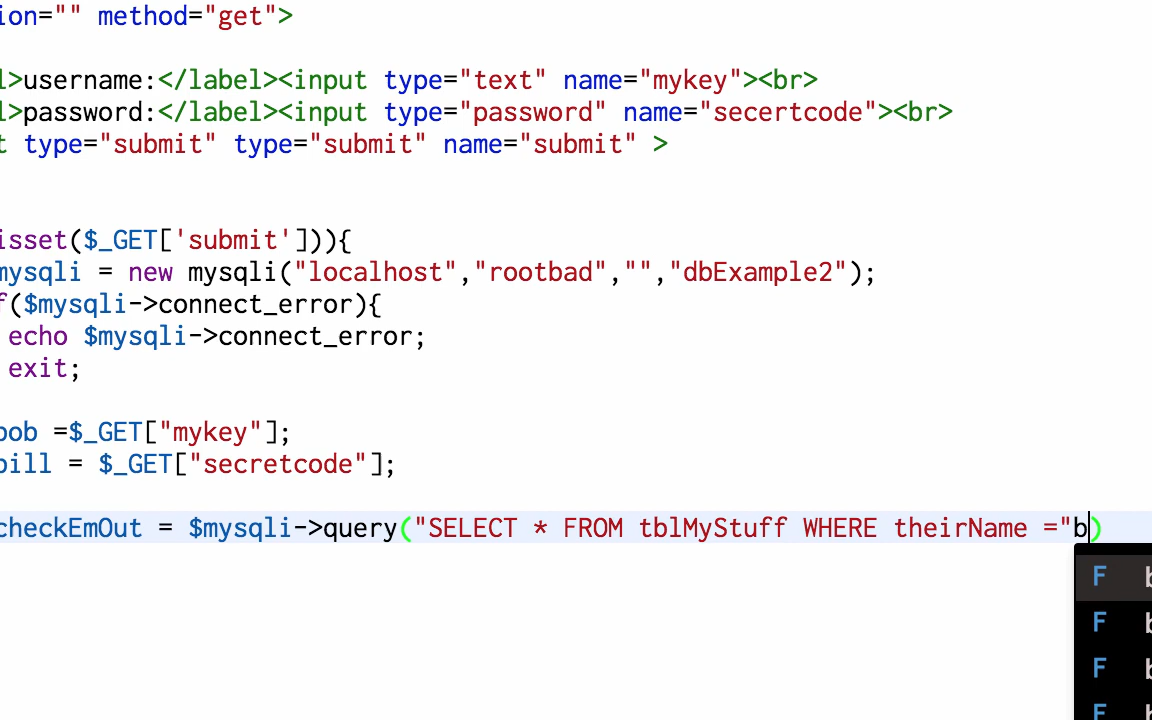 ion="" method="get">
l>username:</label><input type="text" name="mykey"><br>
l>password:</label><input type="password" name="secertcode"><br>
t type="submit" type="submit" name="submit" >
isset($_GET['submit'])){
mysqli = new mysqli("localhost","rootbad","","dbExample2");
f($mysqli->connect_error){
echo $mysqli->connect_error;
exit;
bob =$_GET["mykey"];
bill = $_GET["secretcode"];
checkEmOut = $mysqli->query("SELECT * FROM tblMyStuff WHERE theirName ="b)
F b
F b
F b
F b